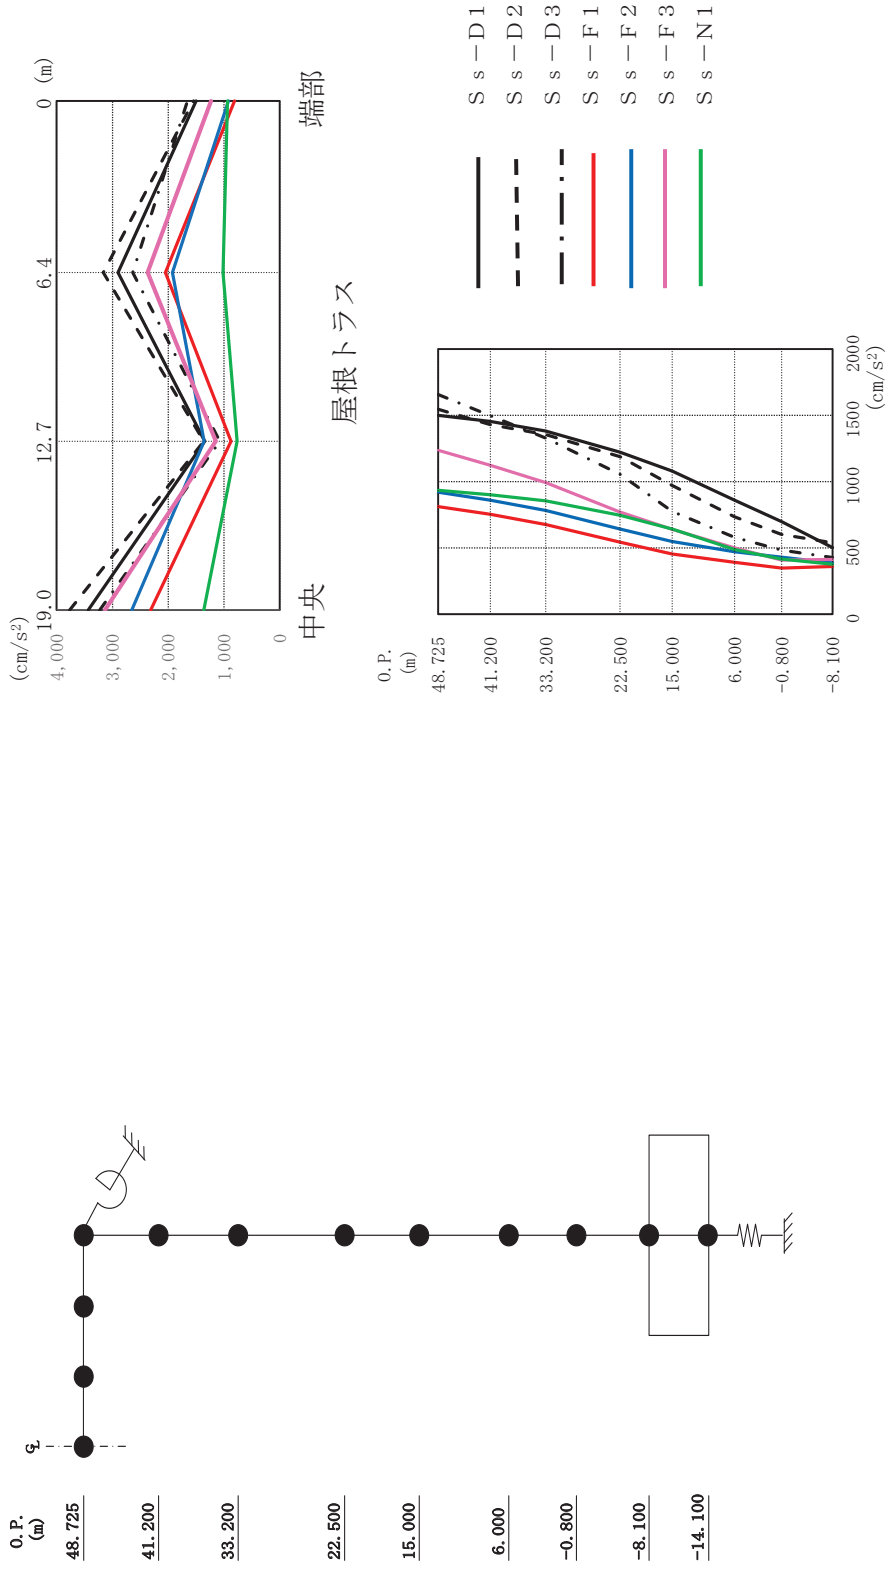 (cm/s²)
4,000
3,000
2,000
1,000
0
19.0
12.7
6.4
0 (m)
中央
屋根トラス
端部
O.P.
(m)
48.725
41.200
33.200
22.500
15.000
6.000
-0.800
-8.100
0
500
1000
1500
2000
(cm/s²)
Ｓｓ－Ｄ１
Ｓｓ－Ｄ２
Ｓｓ－Ｄ３
Ｓｓ－Ｆ１
Ｓｓ－Ｆ２
Ｓｓ－Ｆ３
Ｓｓ－Ｎ１
O.P.
(m)
48.725
41.200
33.200
22.500
15.000
6.000
-0.800
-8.100
-14.100
℄